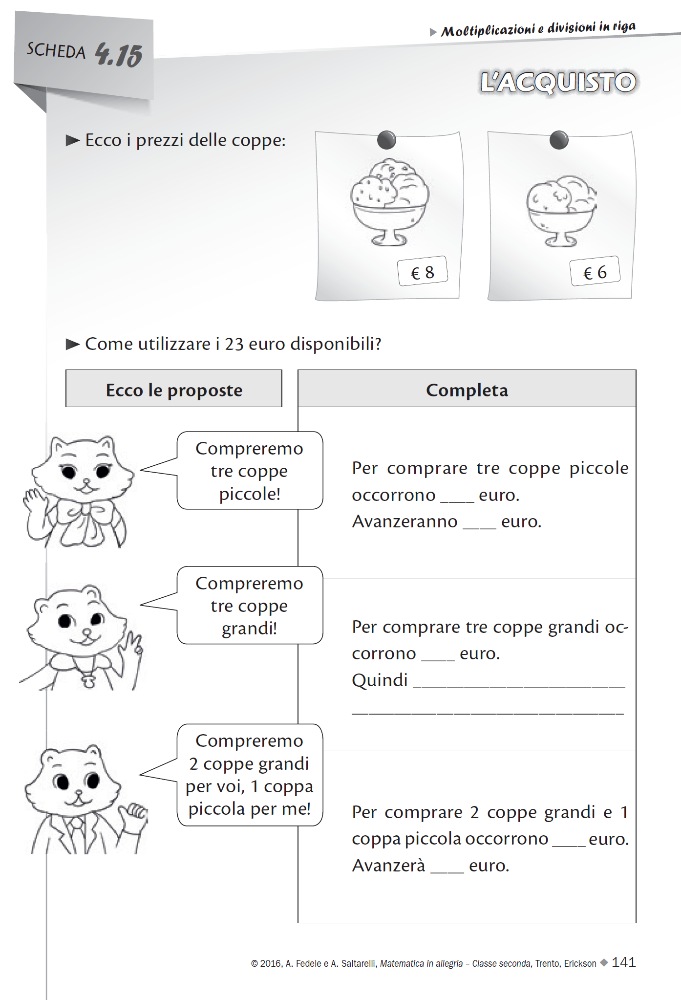 SCHEDA 4.15
Moltiplicazioni e divisioni in riga
L'ACQUISTO
Ecco i prezzi delle coppe:
€ 8
€ 6
Come utilizzare i 23 euro disponibili?
Ecco le proposte
Completa
Compreremo
tre coppe
piccole!
Per comprare tre coppe piccole
occorrono ____ euro.
Avanzeranno ____ euro.
Compreremo
tre coppe
grandi!
Per comprare tre coppe grandi oc-
corrono ____ euro.
Quindi _________________________
________________________________
Compreremo
2 coppe grandi
per voi, 1 coppa
piccola per me!
Per comprare 2 coppe grandi e 1
coppa piccola occorrono ____ euro.
Avanzerà ____ euro.
© 2016, A. Fedele e A. Saltarelli, Matematica in allegria – Classe seconda, Trento, Erickson ◆ 141